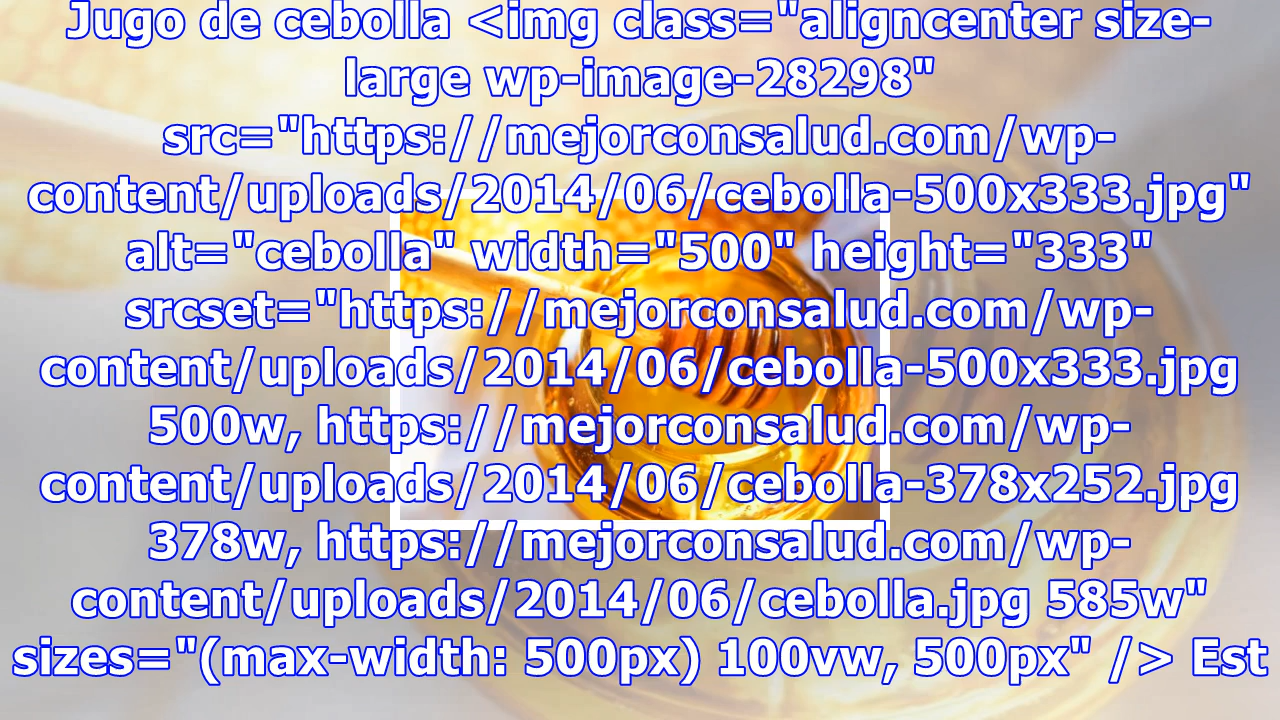 Jugo de cebolla <img class="aligncenter size-
large wp-image-28298"
src="https://mejorconsalud.com/wp-
content/uploads/2014/06/cebolla-500x333.jpg"
alt="cebolla" width="500" height="333"
srcset="https://mejorconsalud.com/wp-
content/uploads/2014/06/cebolla-500x333.jpg
500w, https://mejorconsalud.com/wp-
content/uploads/2014/06/cebolla-378x252.jpg
378w, https://mejorconsalud.com/wp-
content/uploads/2014/06/cebolla.jpg 585w"
sizes="(max-width: 500px) 100vw, 500px" /> Est